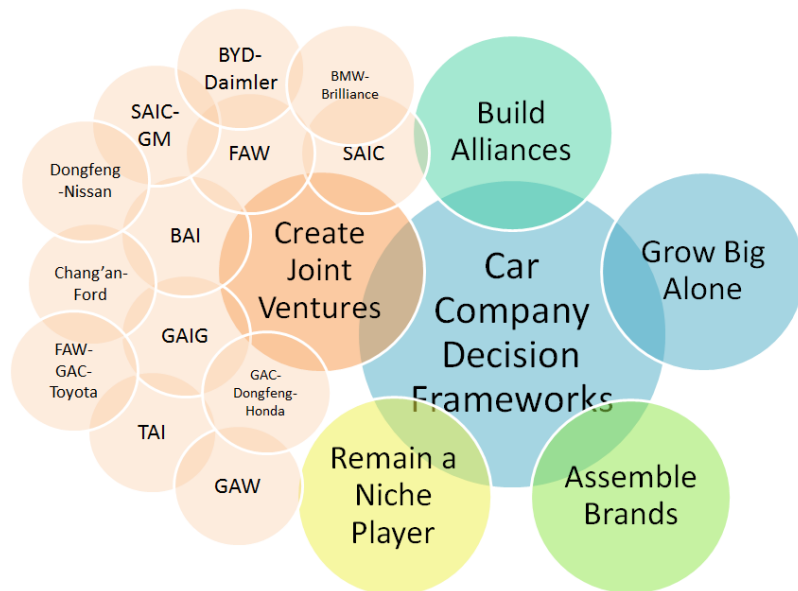 BYD-
Daimler
BMW-
Brilliance
SAIC-
GM
FAW
SAIC
Build
Alliances
Dongfeng
-Nissan
BAI
Create
Joint
Ventures
Car
Company
Decision
Frameworks
Grow Big
Alone
Chang'an-
Ford
GAIG
FAW-
GAC-
Toyota
GAC-
Dongfeng-
Honda
TAI
GAW
Remain a
Niche
Player
Assemble
Brands